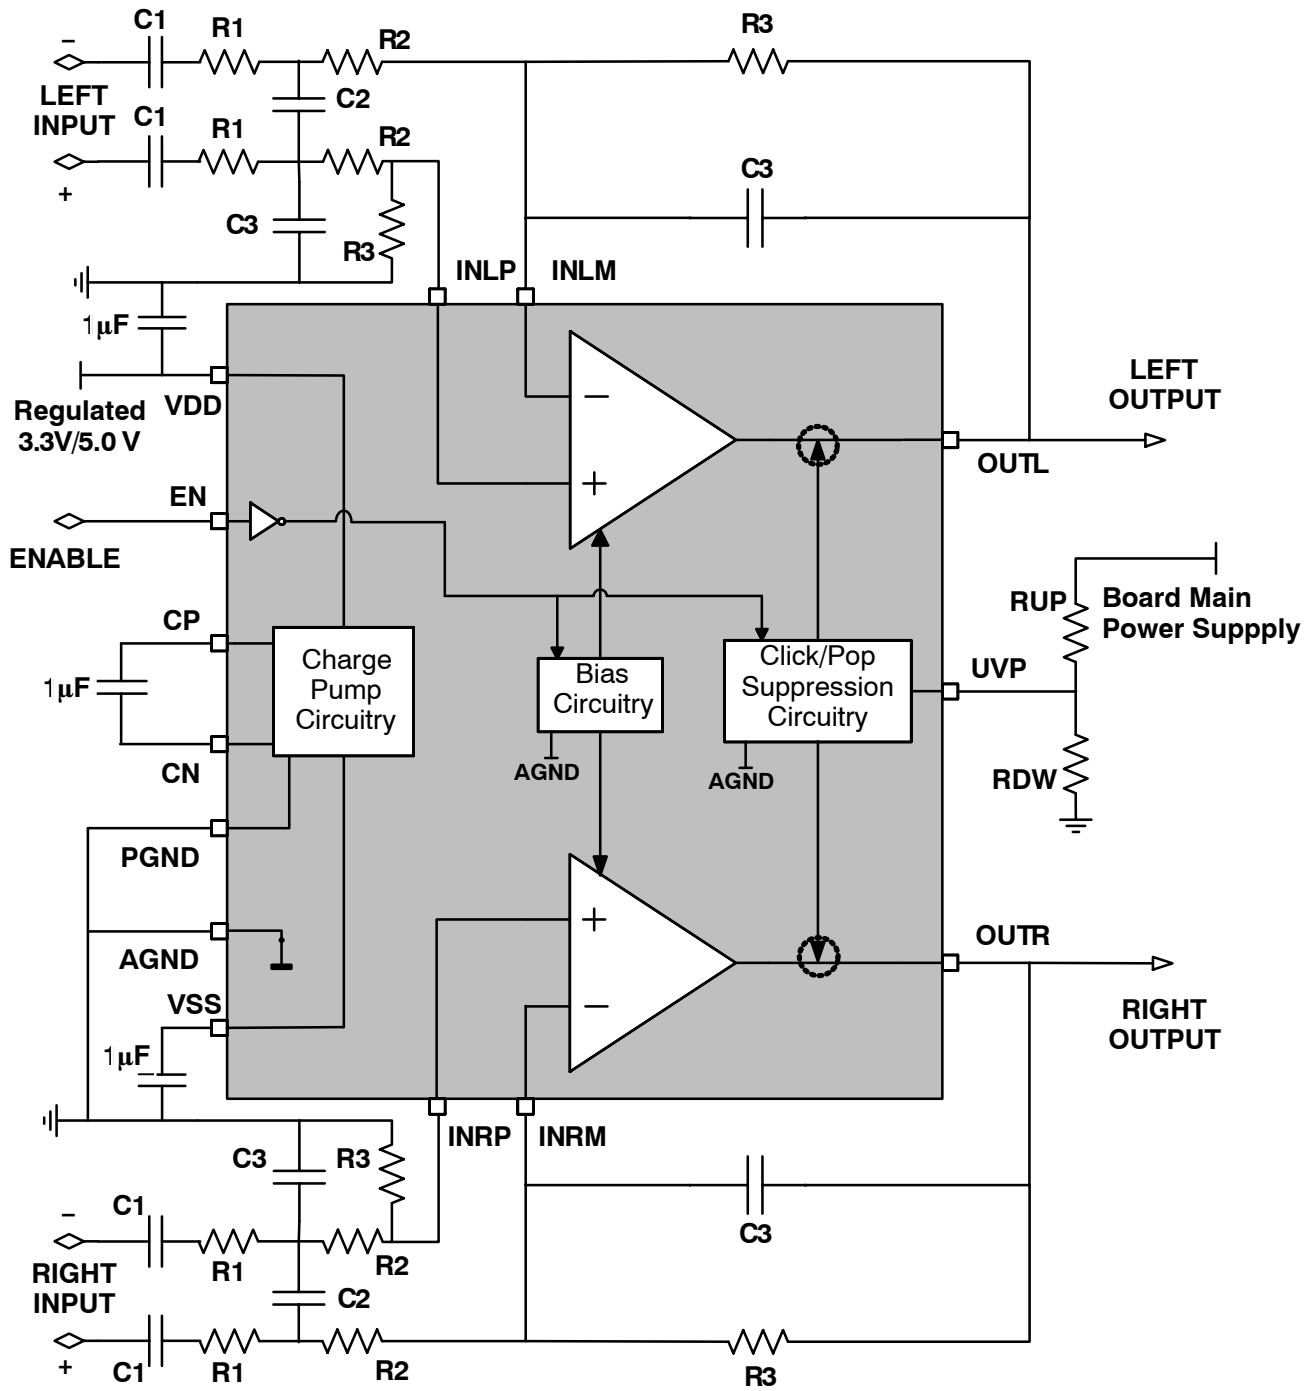 C1
R1
R2
R3
−
LEFT
INPUT
C2
C1
R1
R2
+
C3
R3
C3
INLP
INLM
1µF
VDD
Regulated
3.3V/5.0 V
−
+
LEFT
OUTPUT
OUTL
EN
ENABLE
CP
1µF
CN
Charge
Pump
Circuitry
Bias
Circuitry
AGND
Click/Pop
Suppression
Circuitry
AGND
RUP
Board Main
Power Suppply
UVP
RDW
PGND
AGND
VSS
1µF
+
−
OUTR
RIGHT
OUTPUT
INRP
INRM
C3
R3
C3
−
C1
R1
R2
RIGHT
INPUT
C2
+
C1
R1
R2
R3